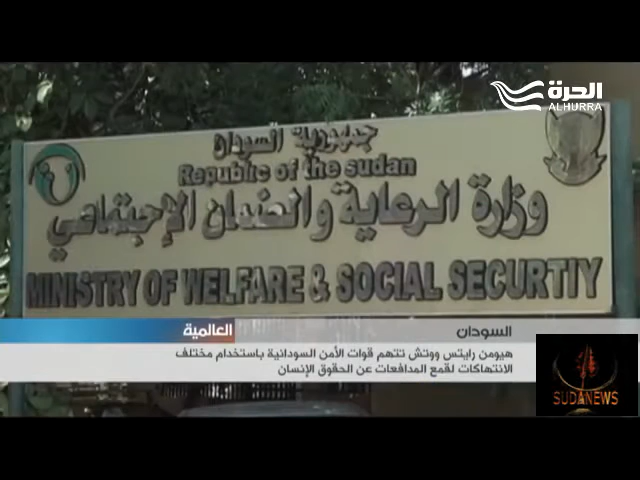 الحرة
ALHURRA
جمهورية السودان
Republic of the sudan
وزارة الرعاية والضمان الإجتماعي
MINISTRY OF WELFARE & SOCIAL SECURTIY
السودان
العالمية
هيومن رايتس ووتش تتهم قوات الأمن السودانية باستخدام مختلف
الانتهاكات لقمع المدافعات عن الحقوق الإنسان
SUDANEWS